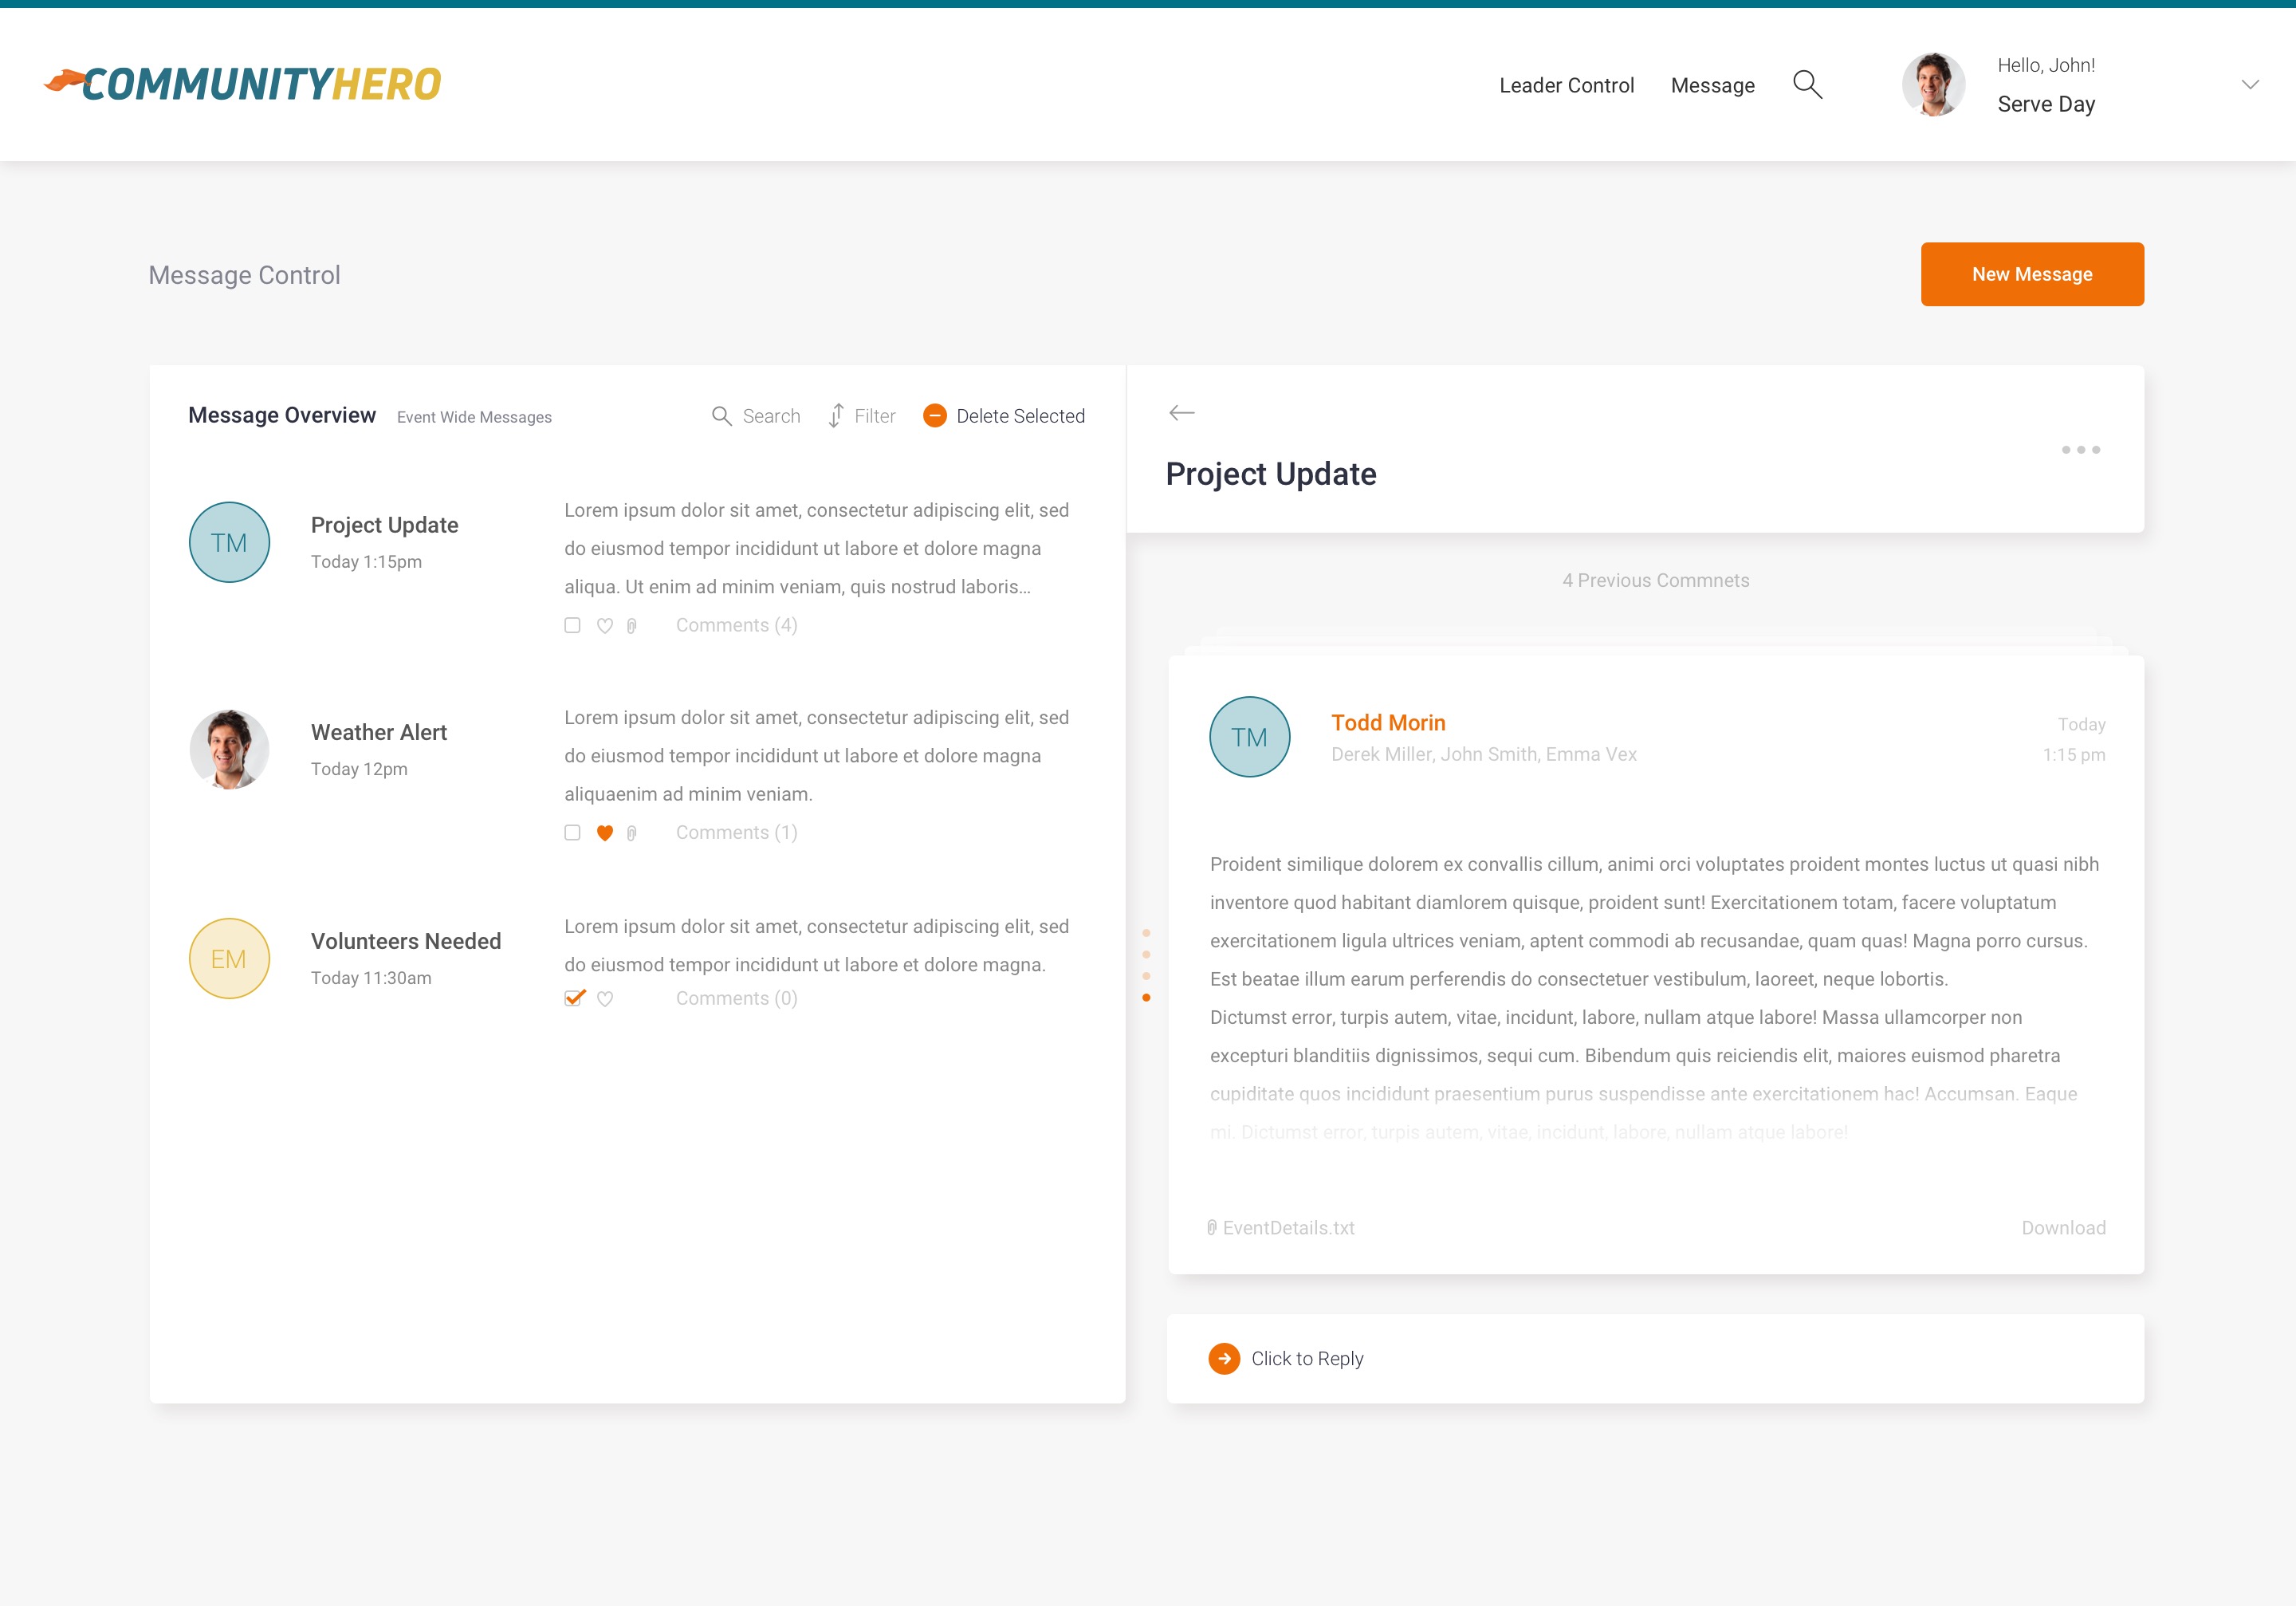 COMMUNITYHERO
Leader Control
Message
Hello, John!
Serve Day
Message Control
New Message
Message Overview
Event Wide Messages
Search
Filter
Delete Selected
TM
Project Update
Today 1:15pm
Lorem ipsum dolor sit amet, consectetur adipiscing elit, sed
do eiusmod tempor incididunt ut labore et dolore magna
aliqua. Ut enim ad minim veniam, quis nostrud laboris...
Comments (4)
Weather Alert
Today 12pm
Lorem ipsum dolor sit amet, consectetur adipiscing elit, sed
do eiusmod tempor incididunt ut labore et dolore magna
aliquaenim ad minim veniam.
Comments (1)
EM
Volunteers Needed
Today 11:30am
Lorem ipsum dolor sit amet, consectetur adipiscing elit, sed
do eiusmod tempor incididunt ut labore et dolore magna.
Comments (0)
Project Update
4 Previous Commnets
TM
Todd Morin
Derek Miller, John Smith, Emma Vex
Today
1:15 pm
Proident similique dolorem ex convallis cillum, animi orci voluptates proident montes luctus ut quasi nibh
inventore quod habitant diamlorem quisque, proident sunt! Exercitationem totam, facere voluptatum
exercitationem ligula ultrices veniam, aptent commodi ab recusandae, quam quas! Magna porro cursus.
Est beatae illum earum perferendis do consectetuer vestibulum, laoreet, neque lobortis.
Dictumst error, turpis autem, vitae, incidunt, labore, nullam atque labore! Massa ullamcorper non
excepturi blanditiis dignissimos, sequi cum. Bibendum quis reiciendis elit, maiores euismod pharetra
cupiditate quos incididunt praesentium purus suspendisse ante exercitationem hac! Accumsan. Eaque
mi. Dictumst error, turpis autem, vitae, incidunt, labore, nullam atque labore!
EventDetails.txt
Download
Click to Reply